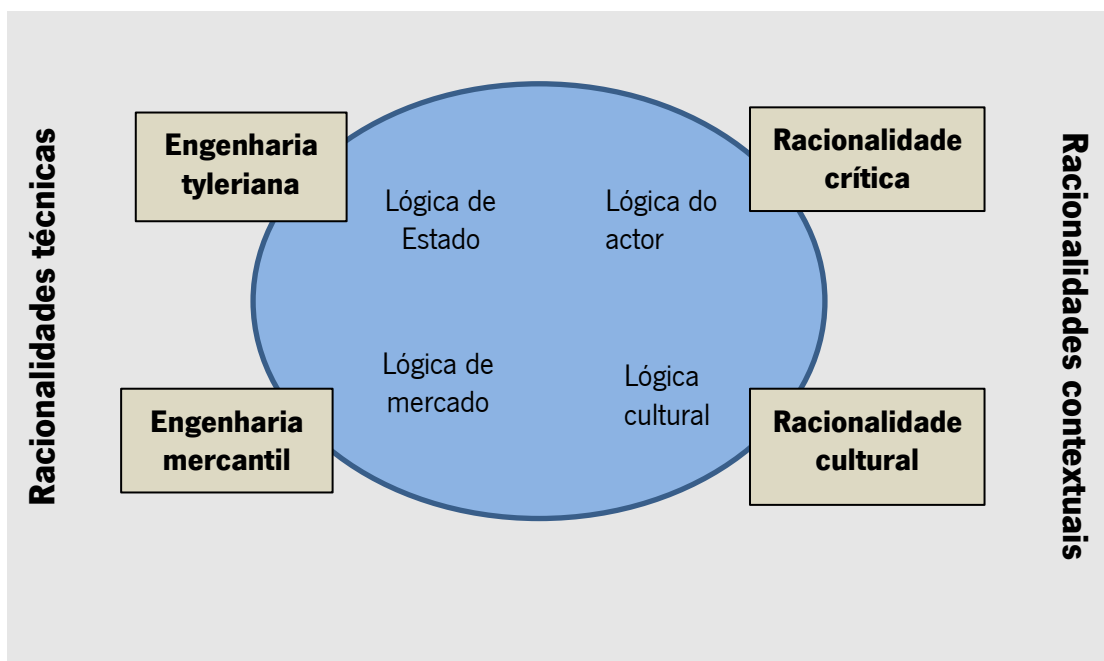 Racionalidades técnicas
Engenharia
tyleriana
Lógica de
Estado
Lógica do
actor
Racionalidade
crítica
Engenharia
mercantil
Lógica de
mercado
Lógica
cultural
Racionalidade
cultural
Racionalidades contextuais